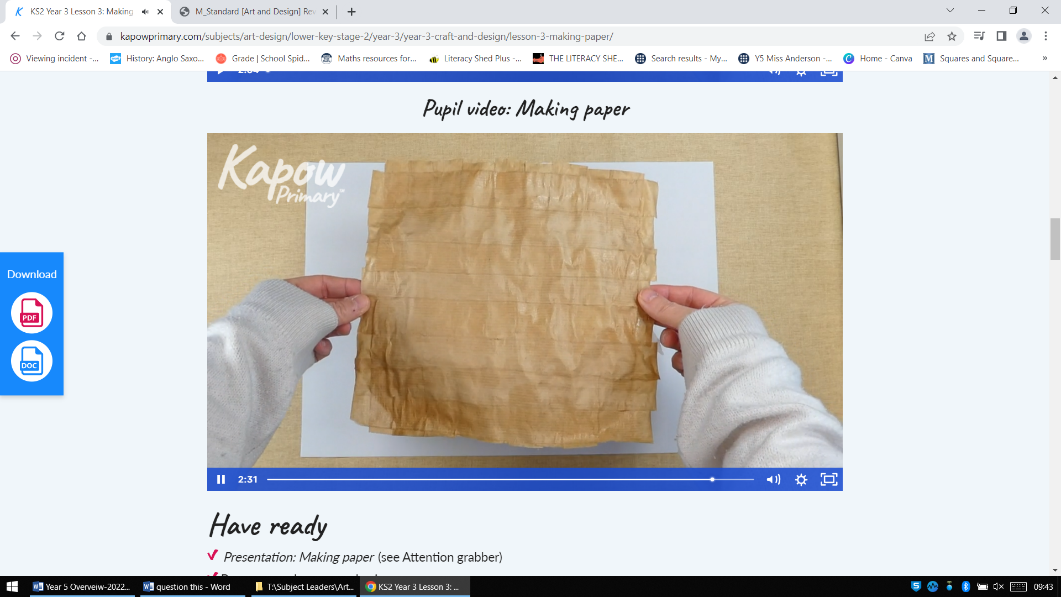 KS2 Year 3 Lesson 3: Making
M_Standard [Art and Design] Rev
kapowprimary.com/subjects/art-design/lower-key-stage-2/year-3/year-3-craft-and-design/lesson-3-making-paper/
Viewing incident -... History: Anglo Saxo... Grade | School Spid... Maths resources for... Literacy Shed Plus -... THE LITERACY SHE... Search results - My... Y5 Miss Anderson -... Home - Canva Squares and Square... »
Pupil video: Making paper
Kapow
Primary™
Download
PDF
DOC
2:31
Have ready
Presentation: Making paper (see Attention grabber)
Year 5 Overveiw-2022... question this - Word T:\Subject Leaders\Art... KS2 Year 3 Lesson 3: ... 09:43